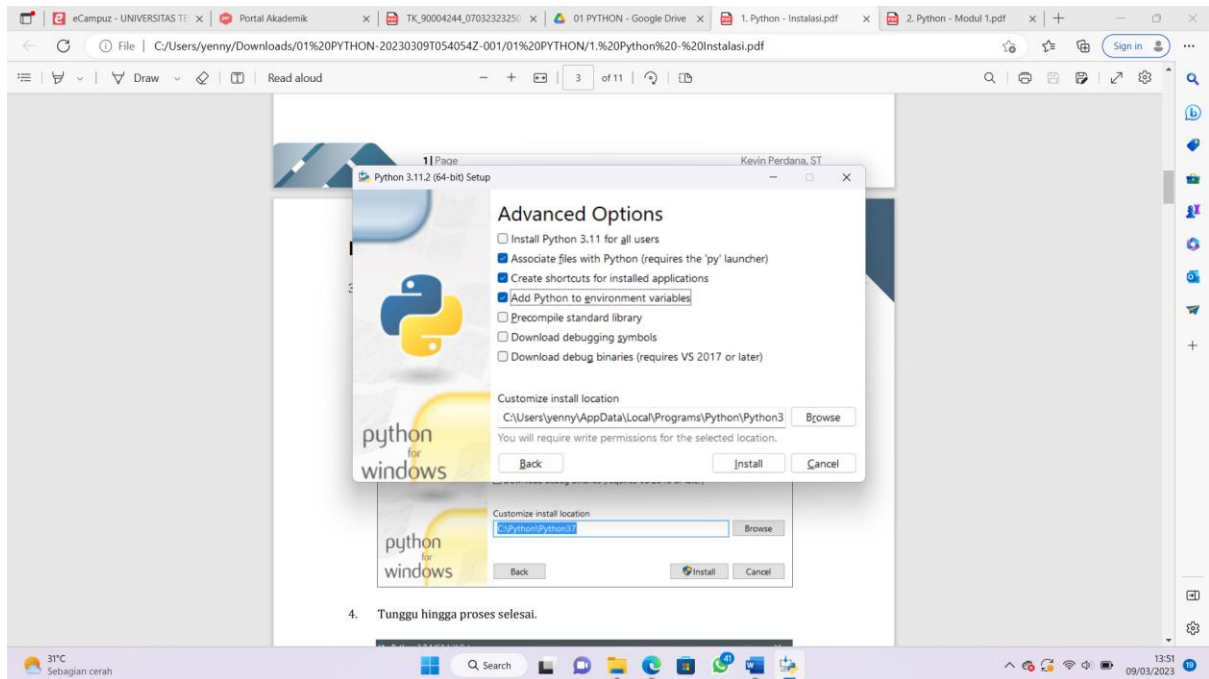 eCampuz - UNIVERSITAS TE
Portal Akademik
TK_90004244_07032323250
01 PYTHON - Google Drive
1. Python - Instalasi.pdf
2. Python - Modul 1.pdf
File | C:/Users/yenny/Downloads/01%20PYTHON-20230309T054054Z-001/01%20PYTHON/1.%20Python%20-%20Instalasi.pdf
Sign in
Draw
Read aloud
3 of 11
1| Page
Kevin Perdana, ST
Python 3.11.2 (64-bit) Setup
Advanced Options
Install Python 3.11 for all users
Associate files with Python (requires the 'py' launcher)
Create shortcuts for installed applications
Add Python to environment variables
Precompile standard library
Download debugging symbols
Download debug binaries (requires VS 2017 or later)
Customize install location
C:\Users\yenny\AppData\Local\Programs\Python\Python3
Browse
You will require write permissions for the selected location.
Back
Install
Cancel
python
for
windows
Customize install location
C:\Python\Python37
Browse
python
for
windows
Back
Install
Cancel
4. Tunggu hingga proses selesai.
31°C
Sebagian cerah
Search
41
13:51
09/03/2023
19